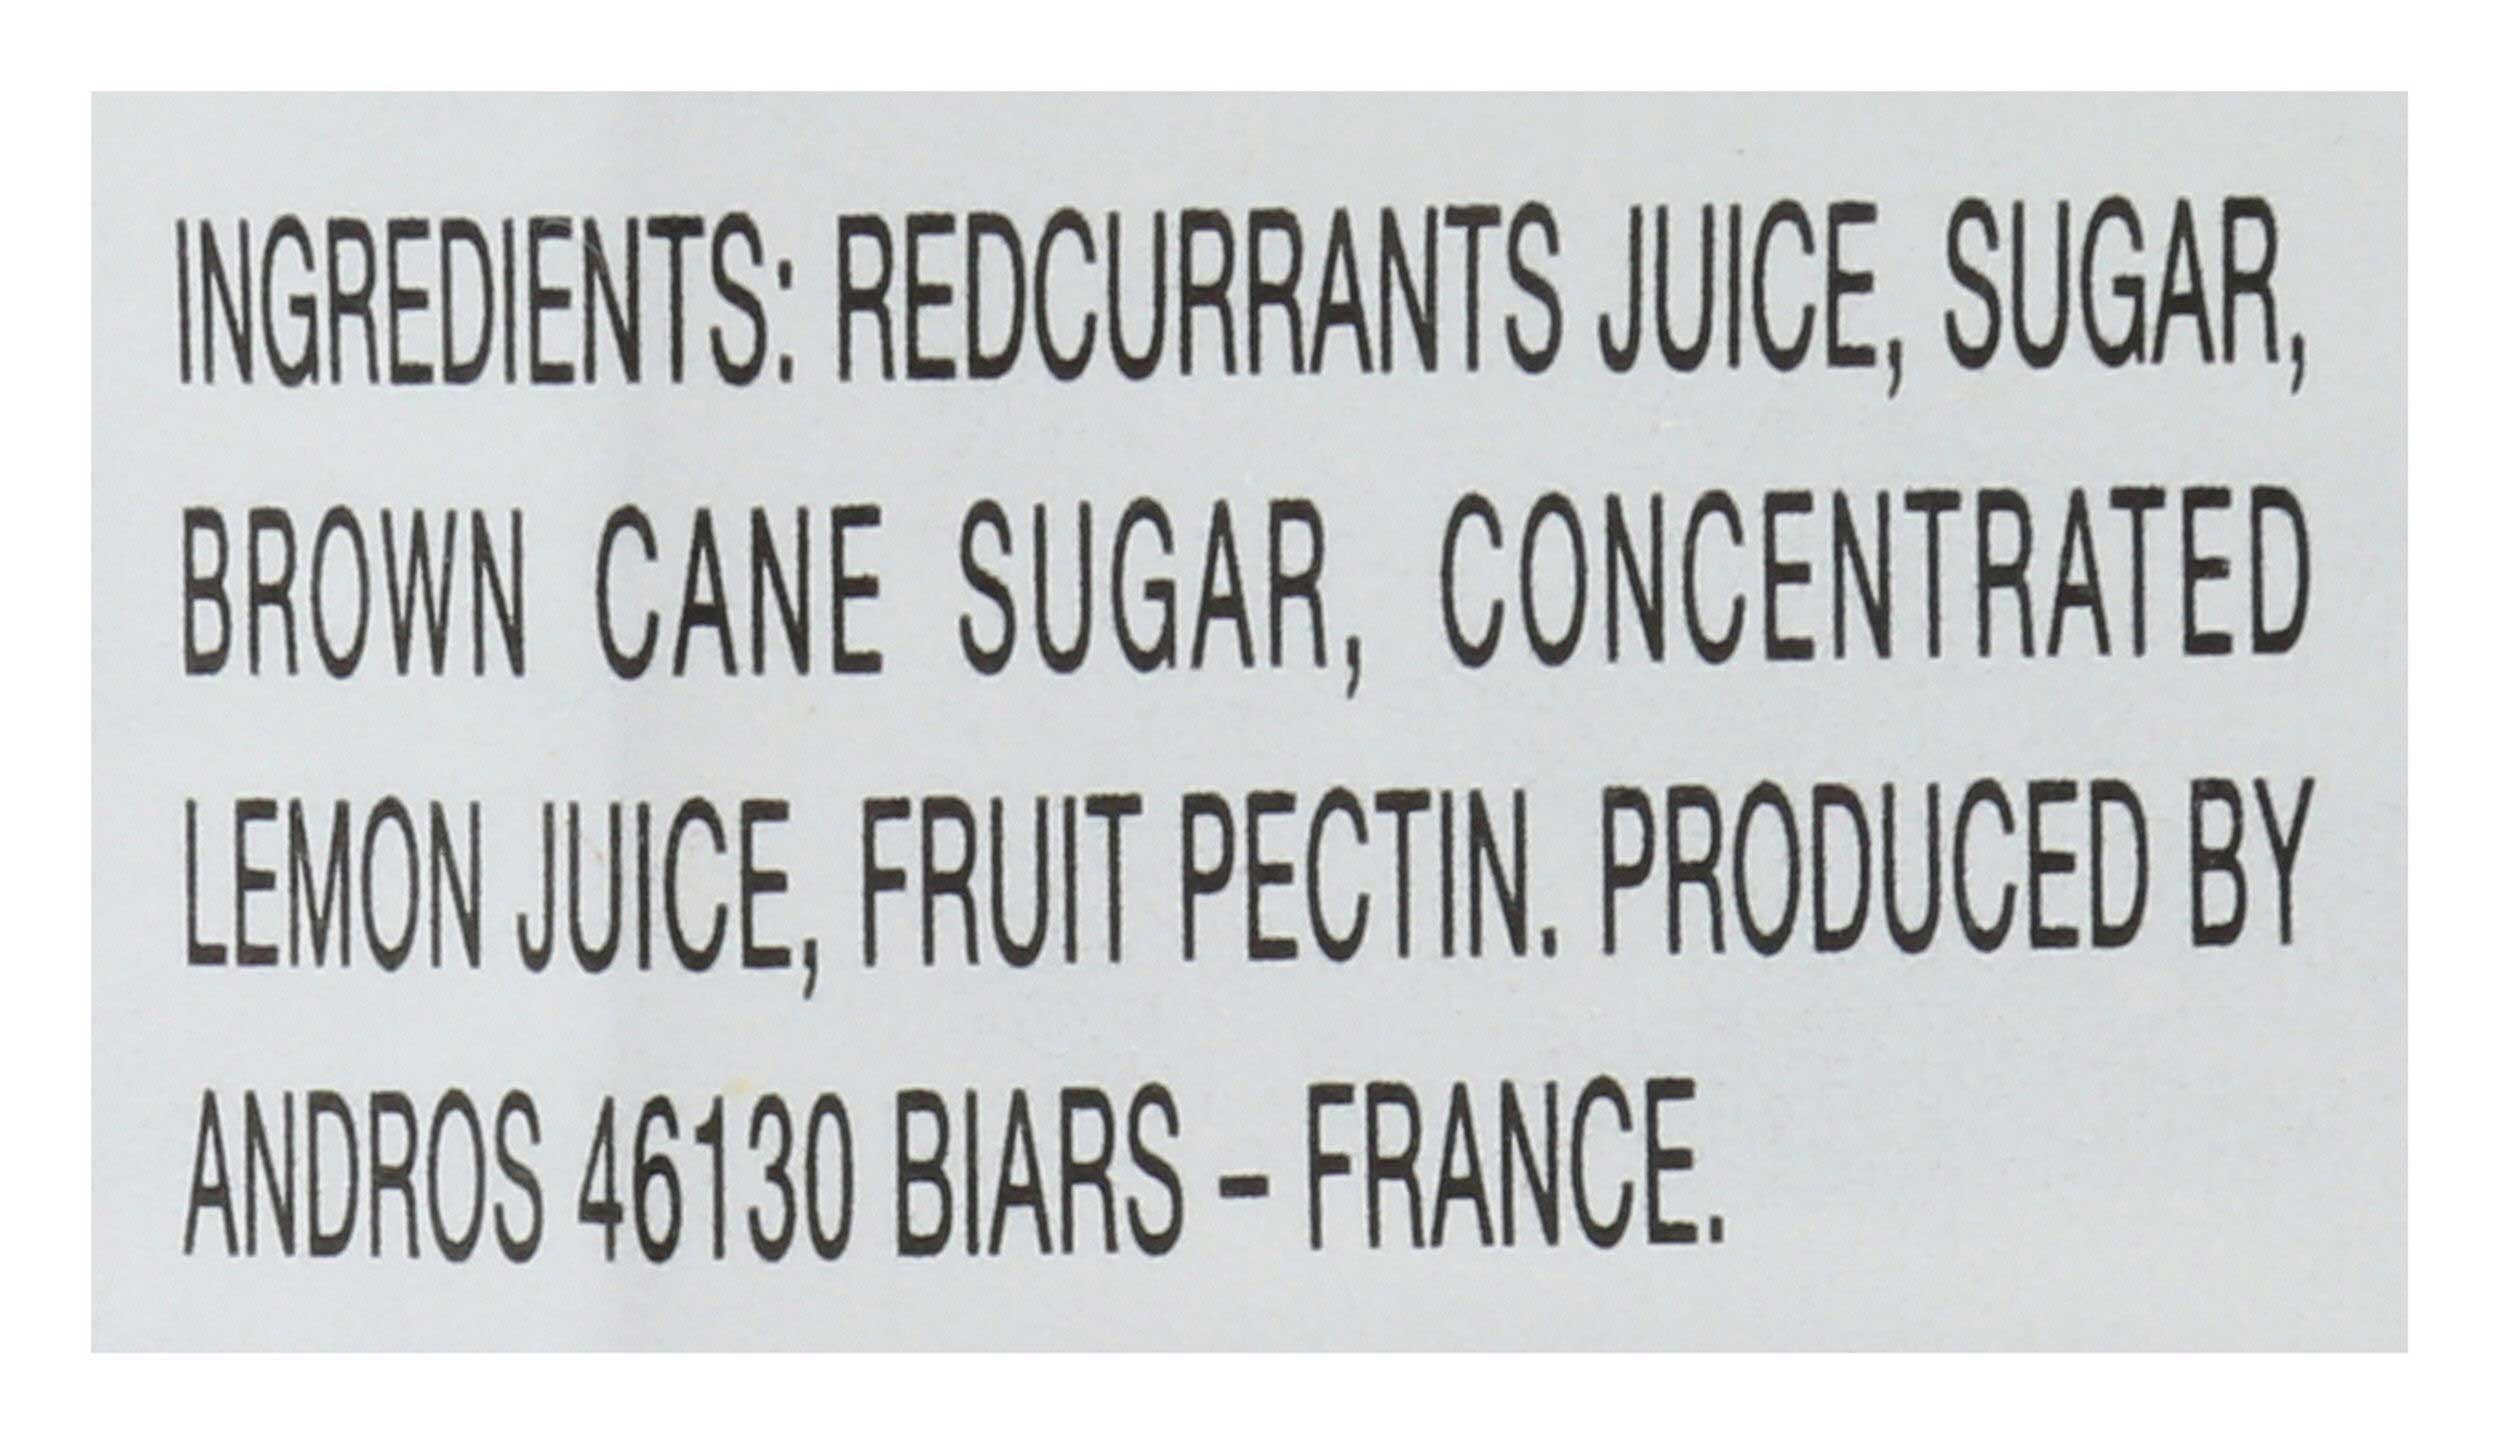 INGREDIENTS: REDCURRANTS JUICE, SUGAR,
BROWN CANE SUGAR, CONCENTRATED
LEMON JUICE, FRUIT PECTIN. PRODUCED BY
ANDROS 46130 BIARS – FRANCE.